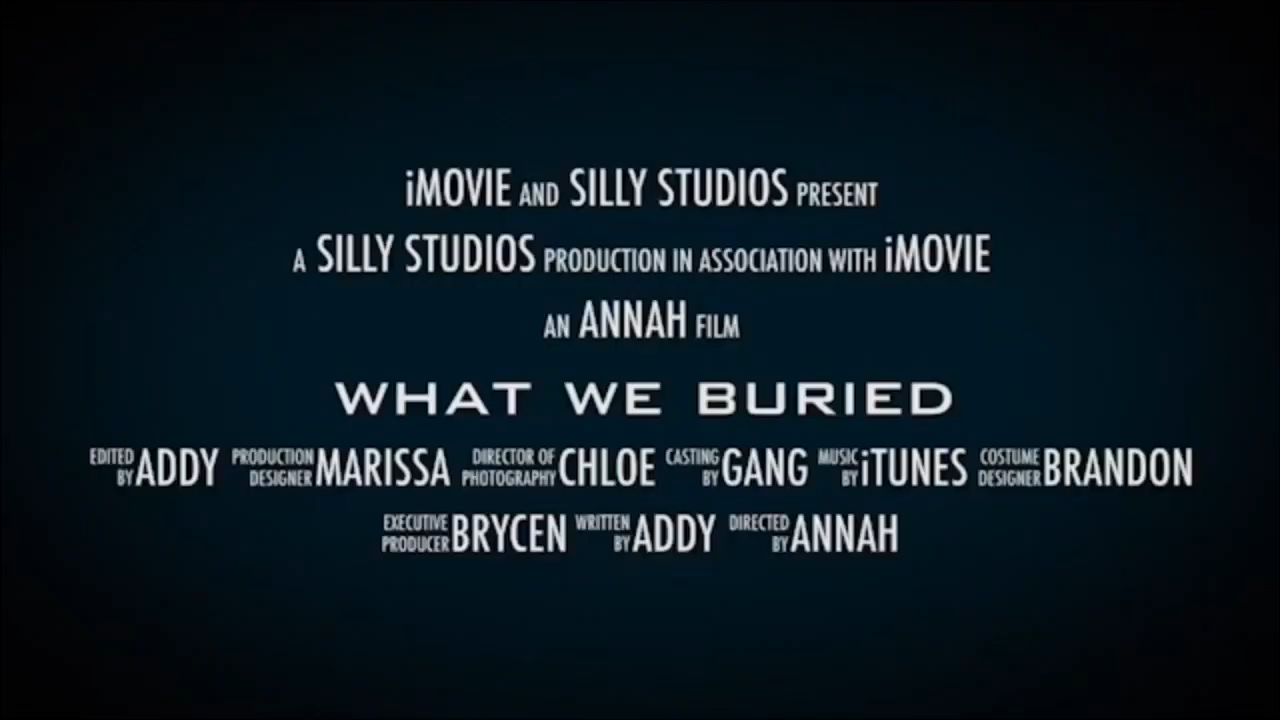 iMOVIE AND SILLY STUDIOS PRESENT
A SILLY STUDIOS PRODUCTION IN ASSOCIATION WITH iMOVIE
AN ANNAH FILM
WHAT WE BURIED
EDITED BY ADDY PRODUCTION DESIGNER MARISSA DIRECTOR OF PHOTOGRAPHY CHLOE CASTING BY GANG MUSIC BY iTUNES COSTUME DESIGNER BRANDON
EXECUTIVE PRODUCER BRYCEN WRITTEN BY ADDY DIRECTED BY ANNAH